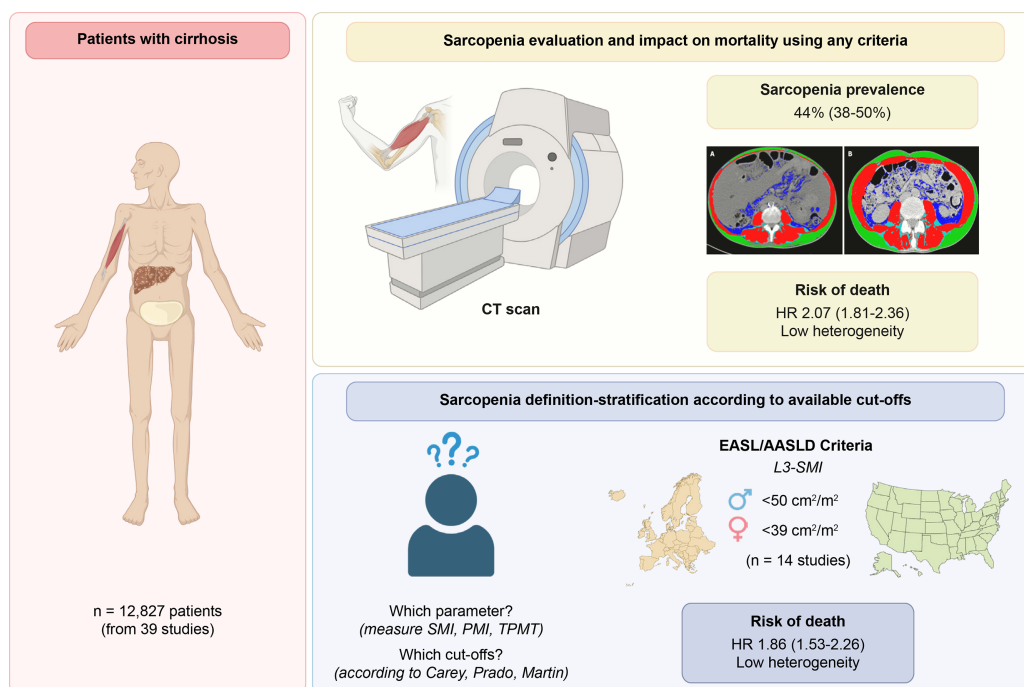 Patients with cirrhosis
n = 12,827 patients
(from 39 studies)
Sarcopenia evaluation and impact on mortality using any criteria
CT scan
Sarcopenia prevalence
44% (38-50%)
A
B
Risk of death
HR 2.07 (1.81-2.36)
Low heterogeneity
Sarcopenia definition-stratification according to available cut-offs
???
Which parameter?
(measure SMI, PMI, TPMT)
Which cut-offs?
(according to Carey, Prado, Martin)
EASL/AASLD Criteria
L3-SMI
♂ <50 cm²/m²
♀ <39 cm²/m²
(n = 14 studies)
Risk of death
HR 1.86 (1.53-2.26)
Low heterogeneity